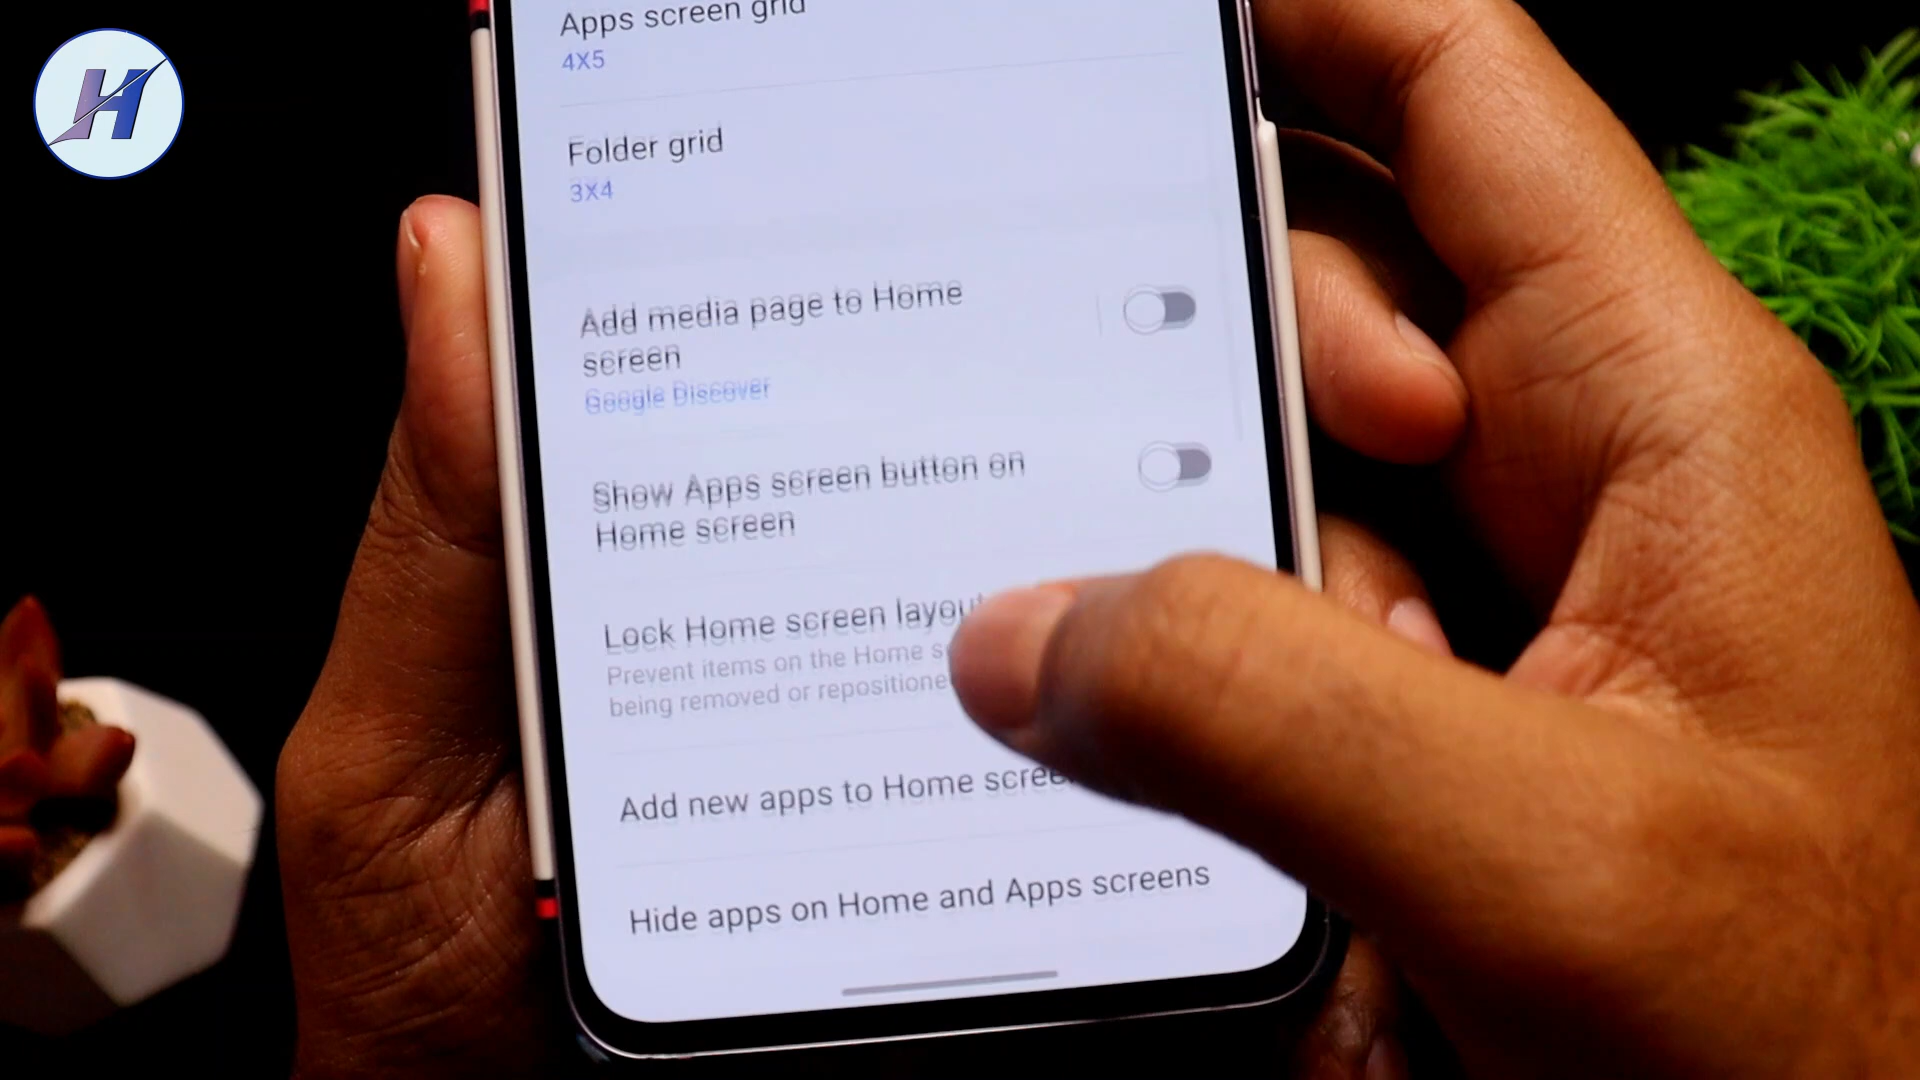 H
Apps screen grid
4X5
Folder grid
3X4
Add media page to Home
screen
Google Discover
Show Apps screen button on
Home screen
Lock Home screen layout
Prevent items on the Home
being removed or
Add new apps to Home
Hide apps on Home and Apps screens